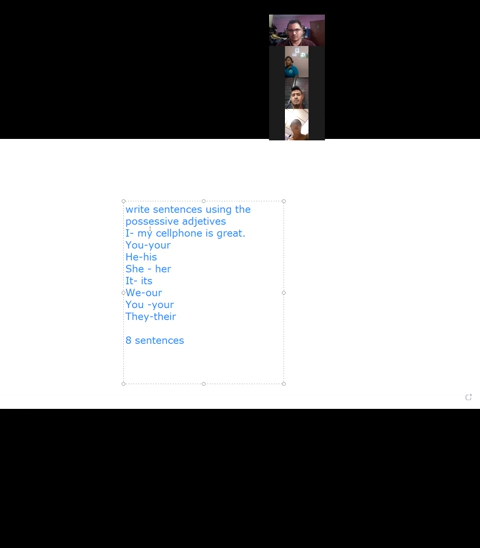 write sentences using the
possessive adjetives
I- my cellphone is great.
You-your
He-his
She - her
It- its
We-our
You -your
They-their
8 sentences